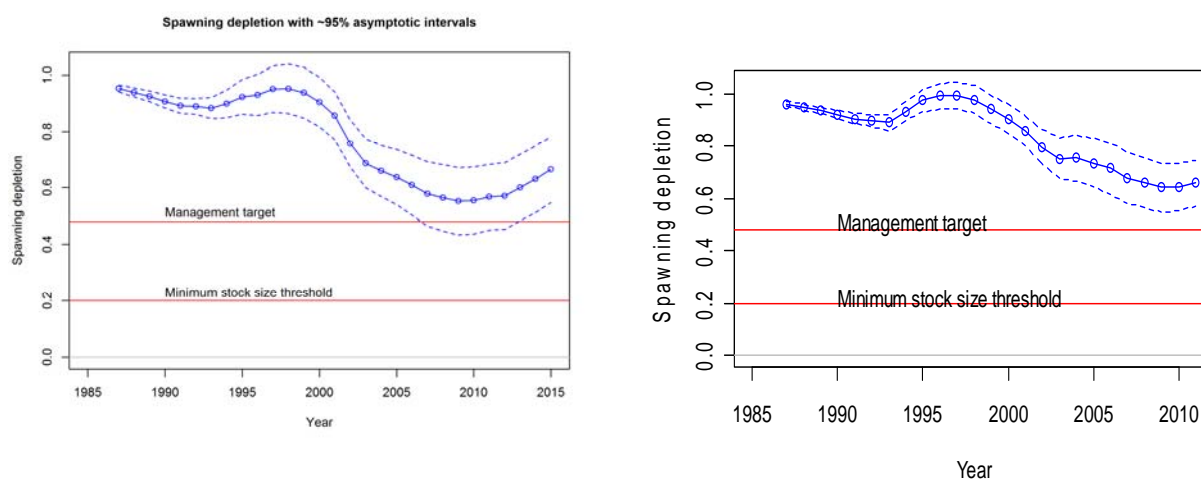 Spawning depletion with ~95% asymptotic intervals
Spawning depletion
1.0
0.8
0.6
0.4
0.2
0.0
Management target
Minimum stock size threshold
1985 1990 1995 2000 2005 2010 2015
Year
Spawning depletion
1.0
0.8
0.6
0.4
0.2
0.0
Management target
Minimum stock size threshold
1985 1990 1995 2000 2005 2010
Year